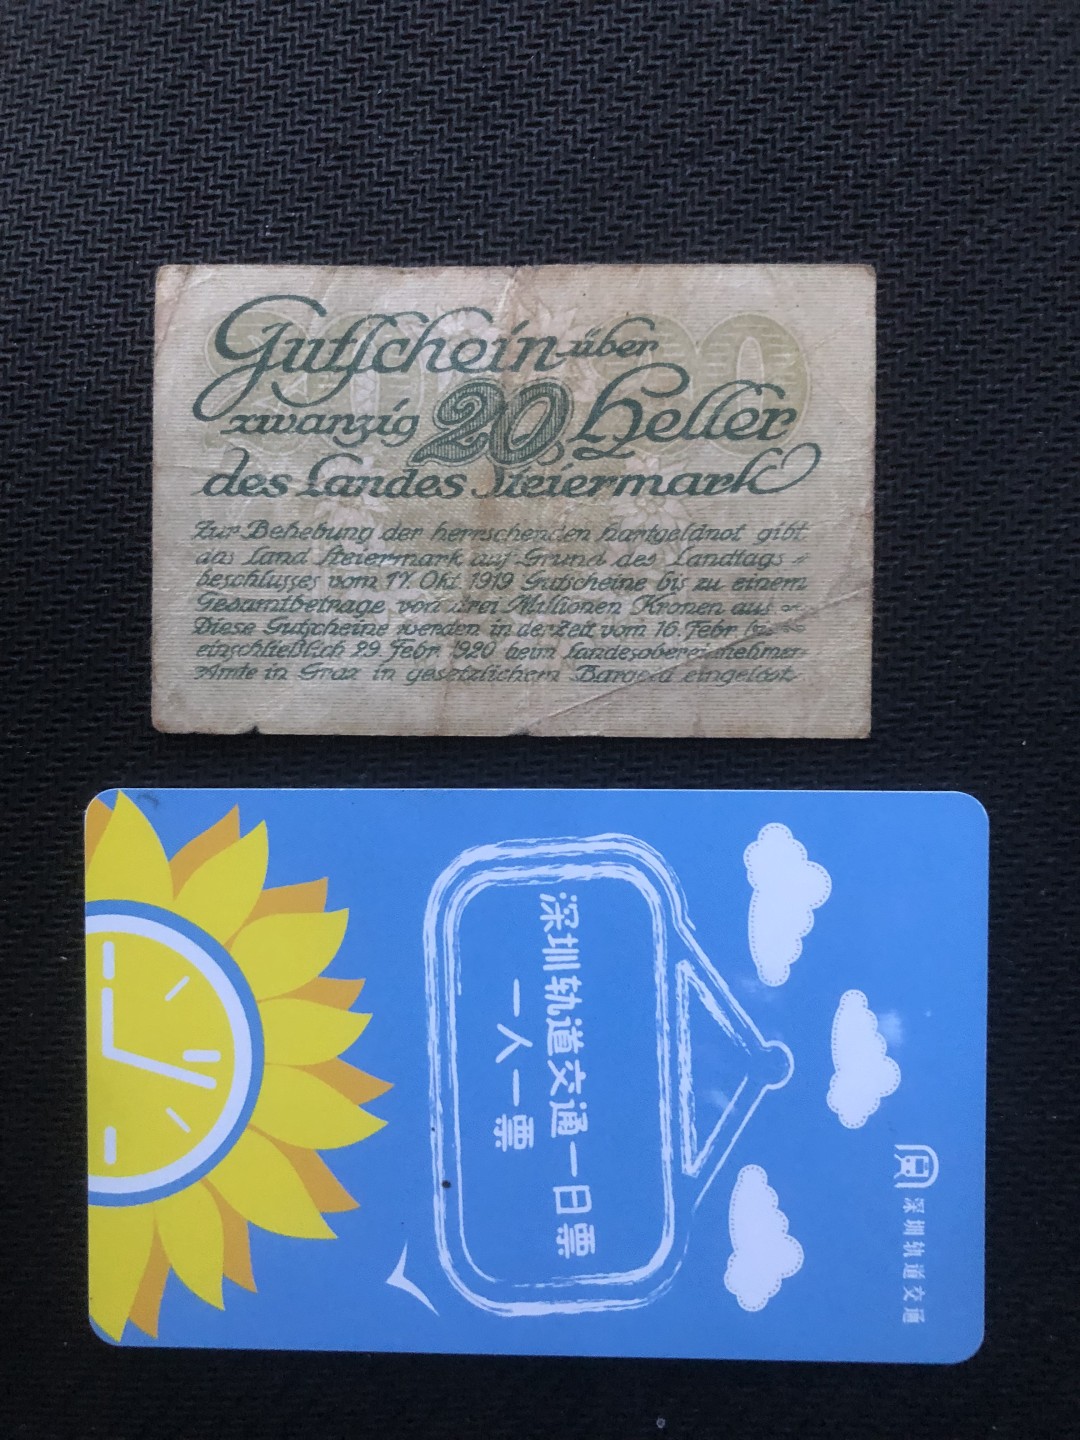 Gutschein über
zwanzig 20 Heller
des Landes Steiermark
Zur Behebung der herrschenden Hartgeldnot gibt
das Land Steiermark auf Grund des Landtags-
beschlusses vom 17. Okt. 1919 Gutscheine bis zu einem
Gesamtbetrage von drei Millionen Kronen aus
Diese Gutscheine werden in der Zeit vom 16. Febr. bis
einschließlich 29. Febr. 1920 beim Landesobereinnehmer-
Amte in Graz in gesetzlichem Bargeld eingelöst.
深圳轨道交通
深圳轨道交通一日票
一人一票